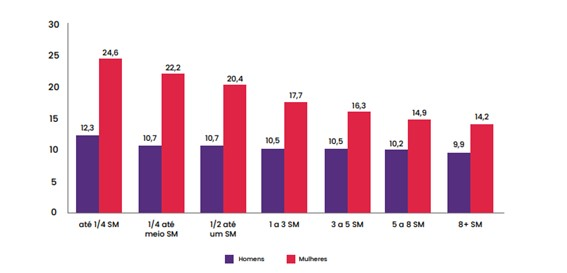 30
25
20
15
10
5
0
12,3
24,6
10,7
22,2
10,7
20,4
10,5
17,7
10,5
16,3
10,2
14,9
9,9
14,2
até 1/4 SM
1/4 até
meio SM
1/2 até
um SM
1 a 3 SM
3 a 5 SM
5 a 8 SM
8+ SM
Homens
Mulheres